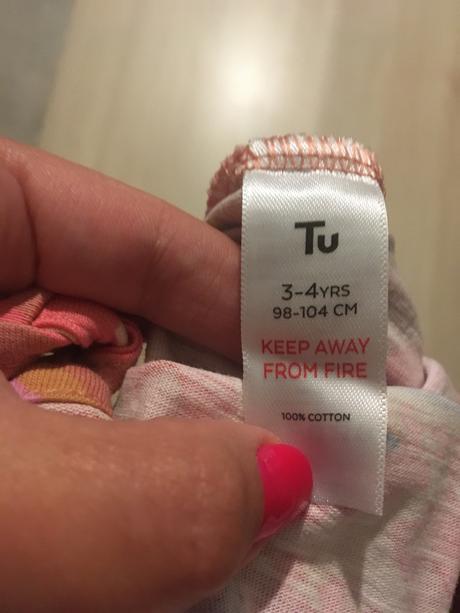 Tu
3-4YRS
98-104 CM
KEEP AWAY
FROM FIRE
100% COTTON